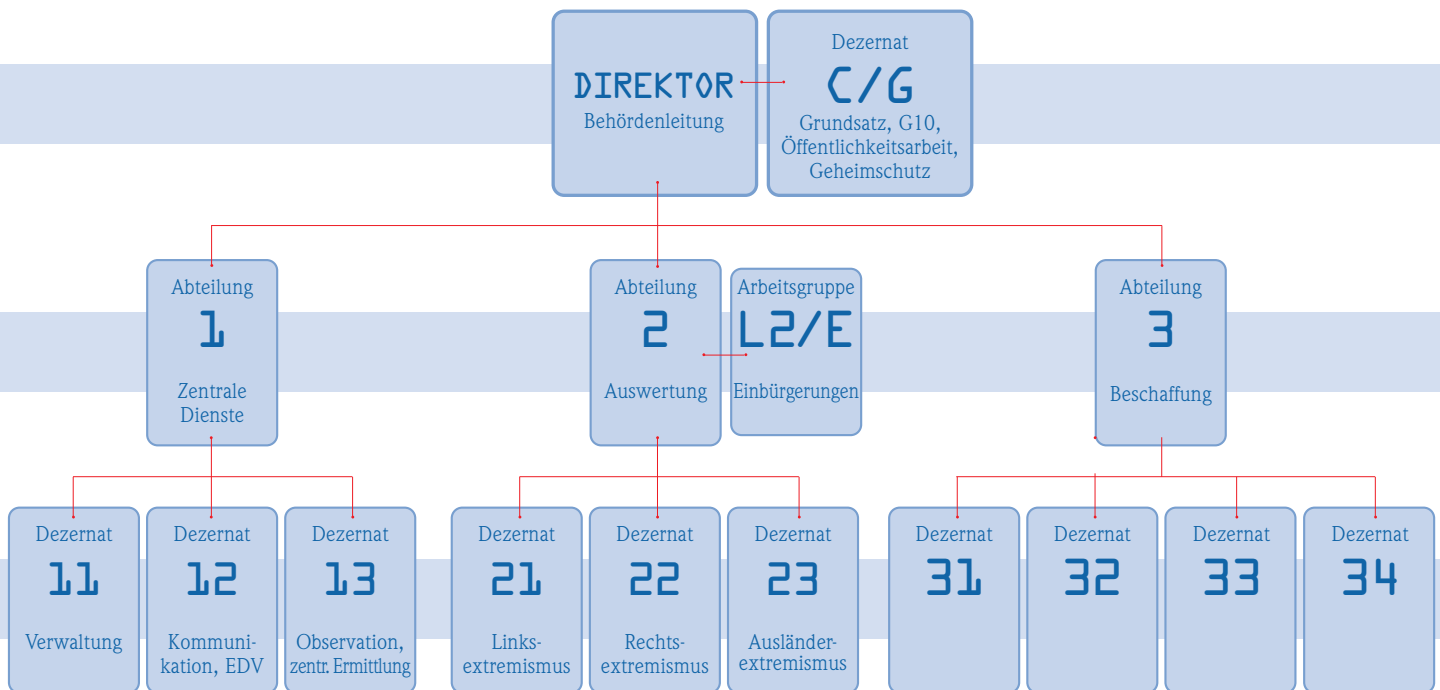 DIREKTOR
Behördenleitung
Dezernat
C/G
Grundsatz, G10,
Öffentlichkeitsarbeit,
Geheimschutz
Abteilung
1
Zentrale
Dienste
Abteilung
2
Auswertung
Arbeitsgruppe
L2/E
Einbürgerungen
Abteilung
3
Beschaffung
Dezernat
11
Verwaltung
Dezernat
12
Kommuni-
kation, EDV
Dezernat
13
Observation,
zentr. Ermittlung
Dezernat
21
Links-
extremismus
Dezernat
22
Rechts-
extremismus
Dezernat
23
Ausländer-
extremismus
Dezernat
31
Dezernat
32
Dezernat
33
Dezernat
34